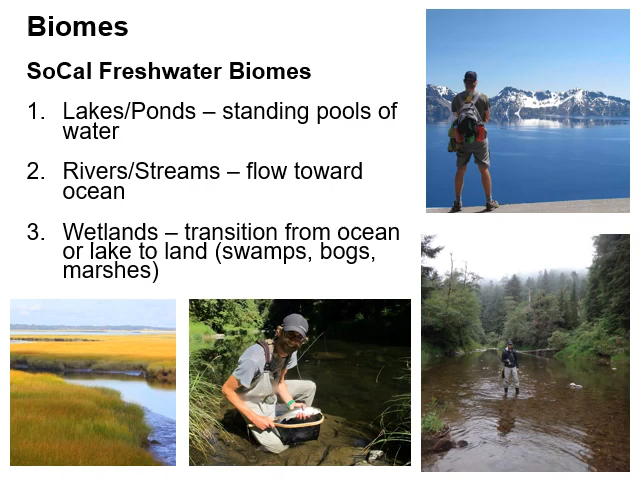 Biomes
SoCal Freshwater Biomes
1. Lakes/Ponds – standing pools of
water
2. Rivers/Streams – flow toward
ocean
3. Wetlands – transition from ocean
or lake to land (swamps, bogs,
marshes)